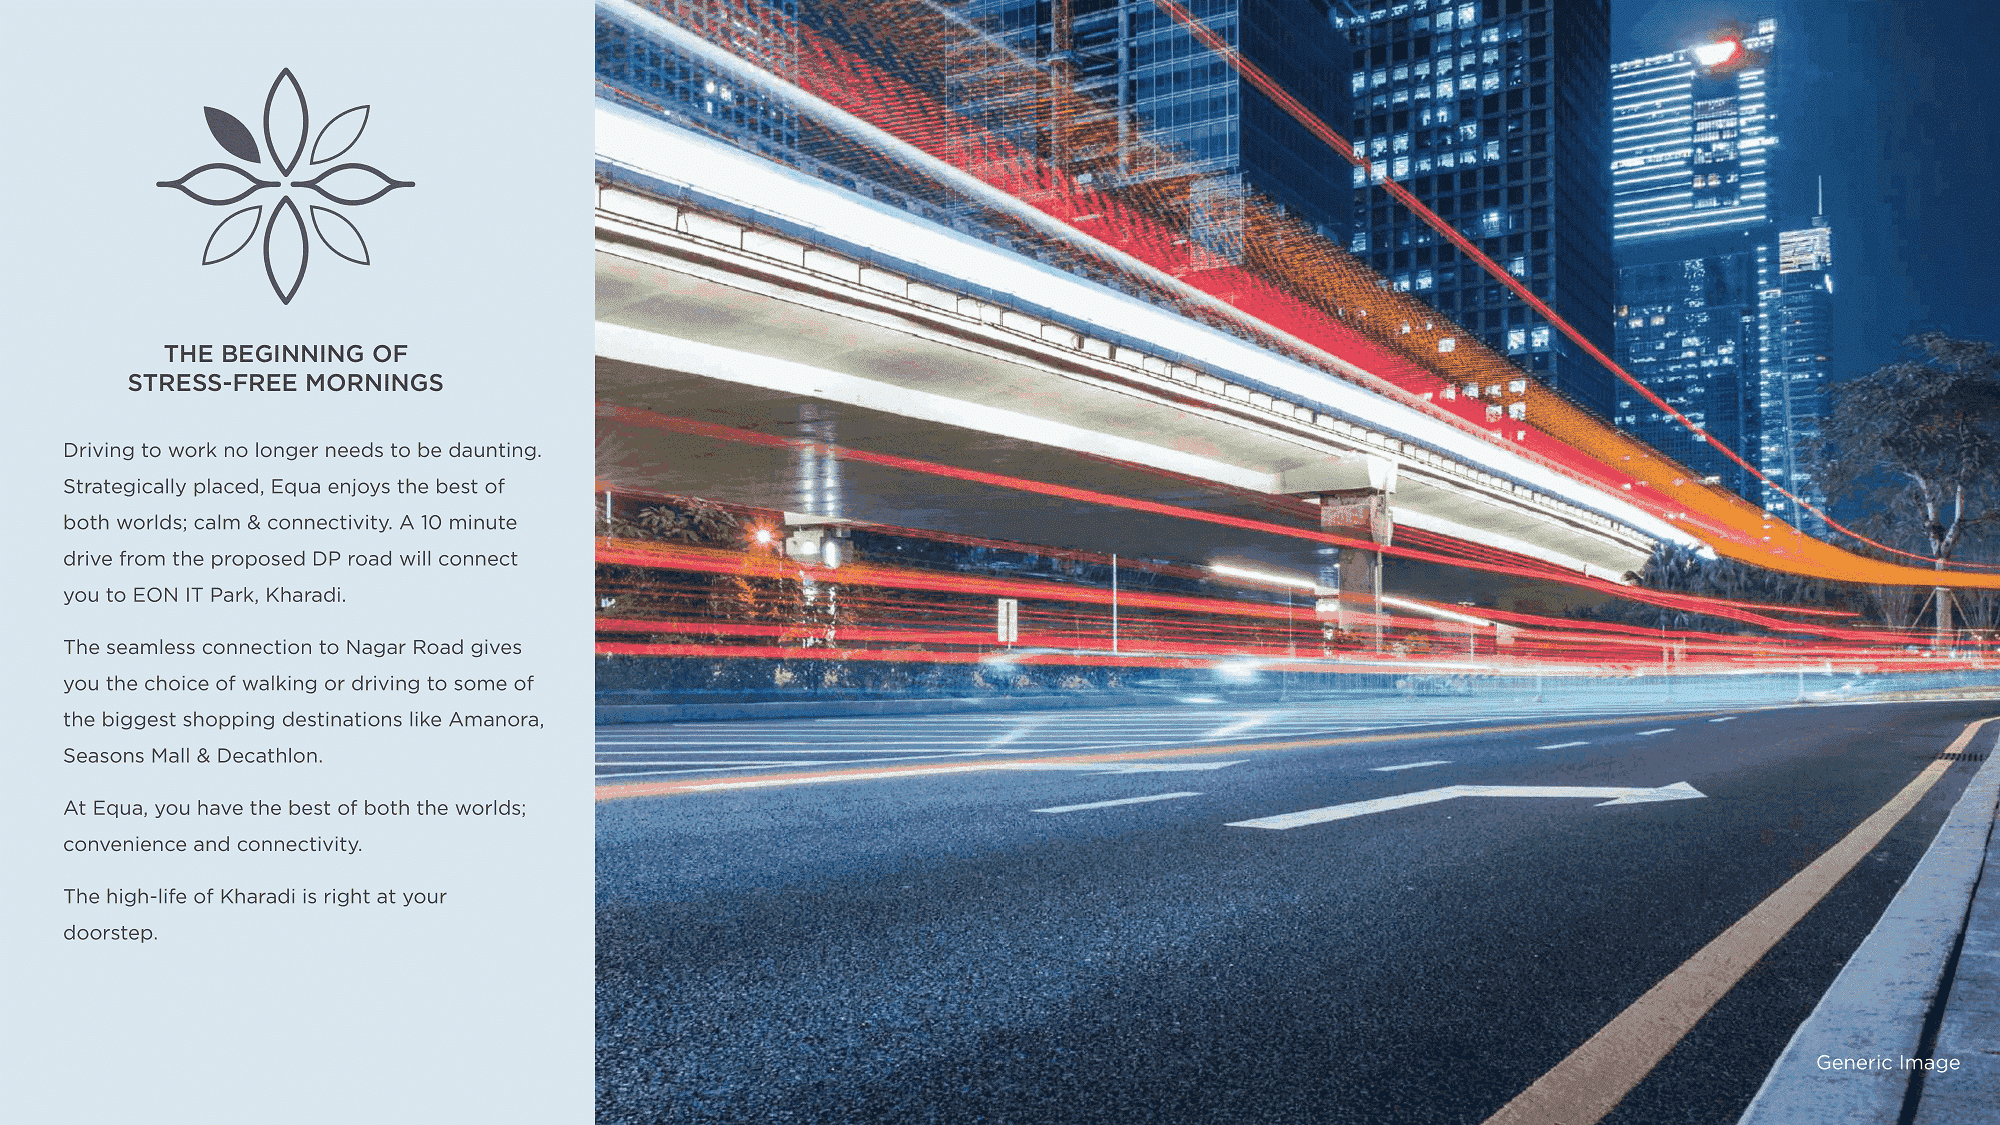 THE BEGINNING OF
STRESS-FREE MORNINGS
Driving to work no longer needs to be daunting.
Strategically placed, Equa enjoys the best of
both worlds; calm & connectivity. A 10 minute
drive from the proposed DP road will connect
you to EON IT Park, Kharadi.
The seamless connection to Nagar Road gives
you the choice of walking or driving to some of
the biggest shopping destinations like Amanora,
Seasons Mall & Decathlon.
At Equa, you have the best of both the worlds;
convenience and connectivity.
The high-life of Kharadi is right at your
doorstep.
Generic Image